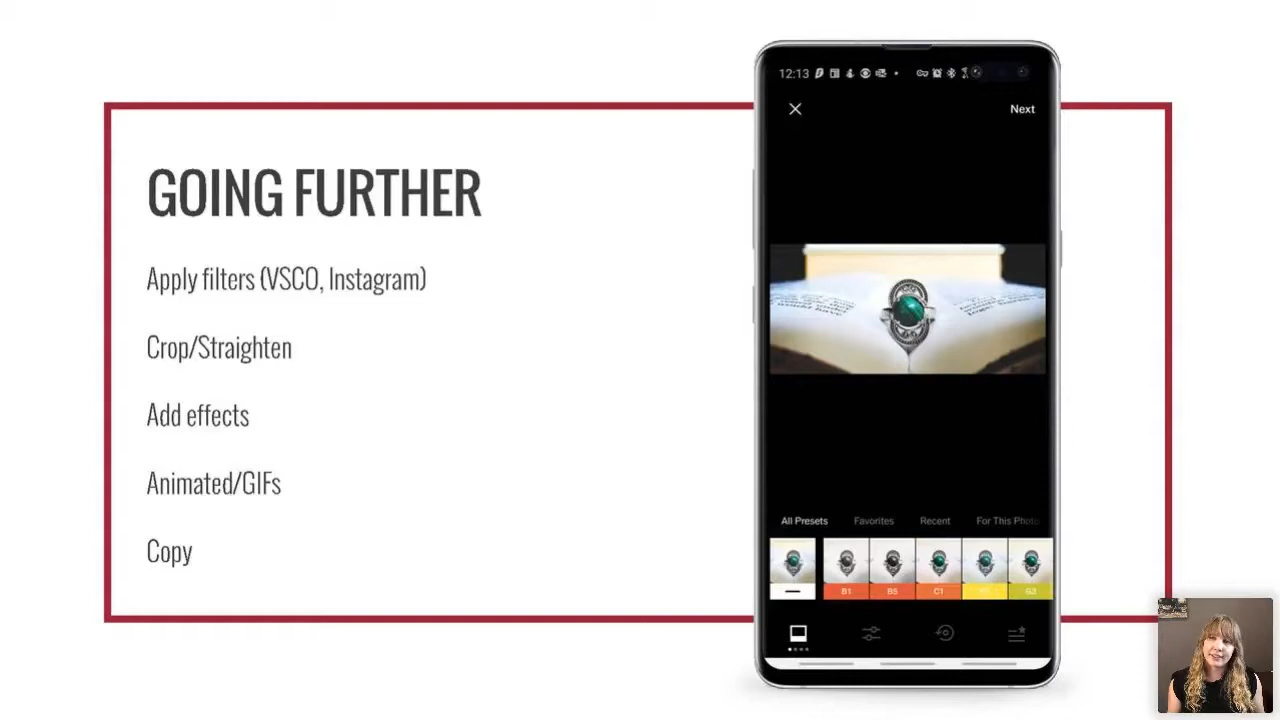 GOING FURTHER
Apply filters (VSCO, Instagram)
Crop/Straighten
Add effects
Animated/GIFs
Copy
12:13
Next
All Presets Favorites Recent For This Photo
B1 B5 C1 G3